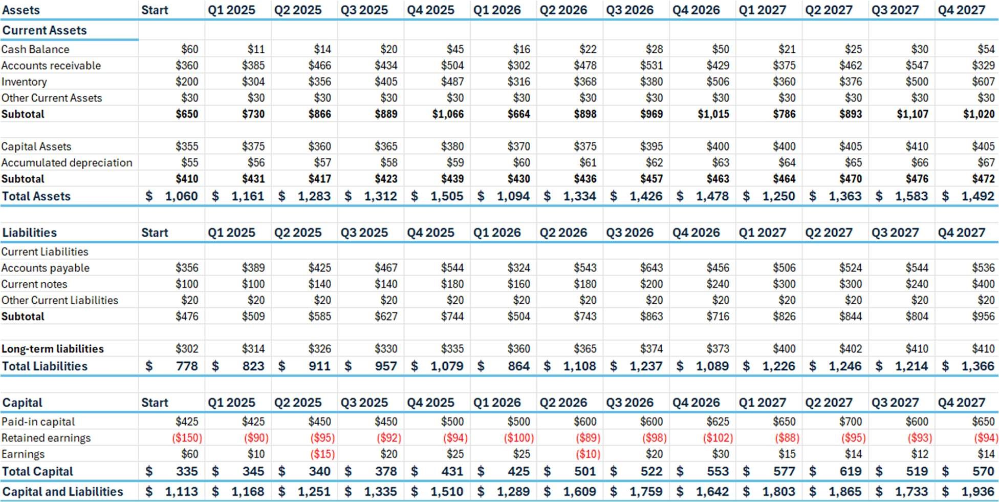 Assets Start Q1 2025 Q2 2025 Q3 2025 Q4 2025 Q1 2026 Q2 2026 Q3 2026 Q4 2026 Q1 2027 Q2 2027 Q3 2027 Q4 2027
Current Assets
Cash Balance $60 $11 $14 $20 $45 $16 $22 $28 $50 $21 $25 $30 $54
Accounts receivable $360 $385 $466 $434 $504 $302 $478 $531 $429 $375 $462 $547 $329
Inventory $200 $304 $356 $405 $487 $316 $368 $380 $506 $360 $376 $500 $607
Other Current Assets $30 $30 $30 $30 $30 $30 $30 $30 $30 $30 $30 $30 $30
Subtotal $650 $730 $866 $889 $1,066 $664 $898 $969 $1,015 $786 $893 $1,107 $1,020
Capital Assets $355 $375 $360 $365 $380 $370 $375 $395 $400 $400 $405 $410 $405
Accumulated depreciation $55 $56 $57 $58 $59 $60 $61 $62 $63 $64 $65 $66 $67
Subtotal $410 $431 $417 $423 $439 $430 $436 $457 $463 $464 $470 $476 $472
Total Assets $ 1,060 $ 1,161 $ 1,283 $ 1,312 $ 1,505 $ 1,094 $ 1,334 $ 1,426 $ 1,478 $ 1,250 $ 1,363 $ 1,583 $ 1,492
Liabilities Start Q1 2025 Q2 2025 Q3 2025 Q4 2025 Q1 2026 Q2 2026 Q3 2026 Q4 2026 Q1 2027 Q2 2027 Q3 2027 Q4 2027
Current Liabilities
Accounts payable $356 $389 $425 $467 $544 $324 $543 $643 $456 $506 $524 $544 $536
Current notes $100 $100 $140 $140 $180 $160 $180 $200 $240 $300 $300 $240 $400
Other Current Liabilities $20 $20 $20 $20 $20 $20 $20 $20 $20 $20 $20 $20 $20
Subtotal $476 $509 $585 $627 $744 $504 $743 $863 $716 $826 $844 $804 $956
Long-term liabilities $302 $314 $326 $330 $335 $360 $365 $374 $373 $400 $402 $410 $410
Total Liabilities $ 778 $ 823 $ 911 $ 957 $ 1,079 $ 864 $ 1,108 $ 1,237 $ 1,089 $ 1,226 $ 1,246 $ 1,214 $ 1,366
Capital Start Q1 2025 Q2 2025 Q3 2025 Q4 2025 Q1 2026 Q2 2026 Q3 2026 Q4 2026 Q1 2027 Q2 2027 Q3 2027 Q4 2027
Paid-in capital $425 $425 $450 $450 $500 $500 $600 $600 $625 $650 $700 $600 $650
Retained earnings ($150) ($90) ($95) ($92) ($94) ($100) ($89) ($98) ($102) ($88) ($95) ($93) ($94)
Earnings $60 $10 ($15) $20 $25 $25 ($10) $20 $30 $15 $14 $12 $14
Total Capital $ 335 $ 345 $ 340 $ 378 $ 431 $ 425 $ 501 $ 522 $ 553 $ 577 $ 619 $ 519 $ 570
Capital and Liabilities $ 1,113 $ 1,168 $ 1,251 $ 1,335 $ 1,510 $ 1,289 $ 1,609 $ 1,759 $ 1,642 $ 1,803 $ 1,865 $ 1,733 $ 1,936